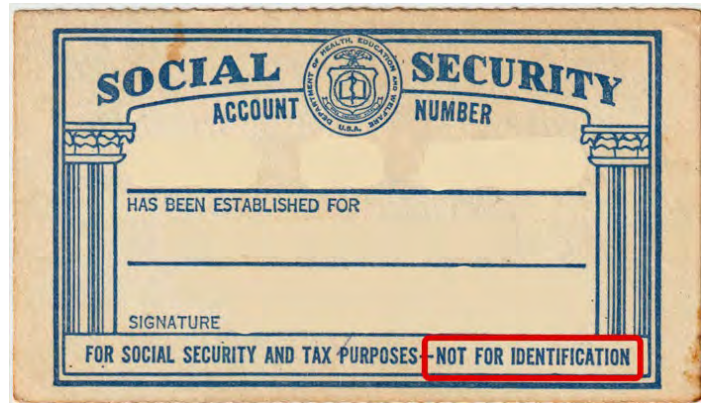 SOCIAL SECURITY
DEPARTMENT OF HEALTH, EDUCATION, AND WELFARE
U.S.A.
ACCOUNT NUMBER
HAS BEEN ESTABLISHED FOR
SIGNATURE
FOR SOCIAL SECURITY AND TAX PURPOSES—NOT FOR IDENTIFICATION